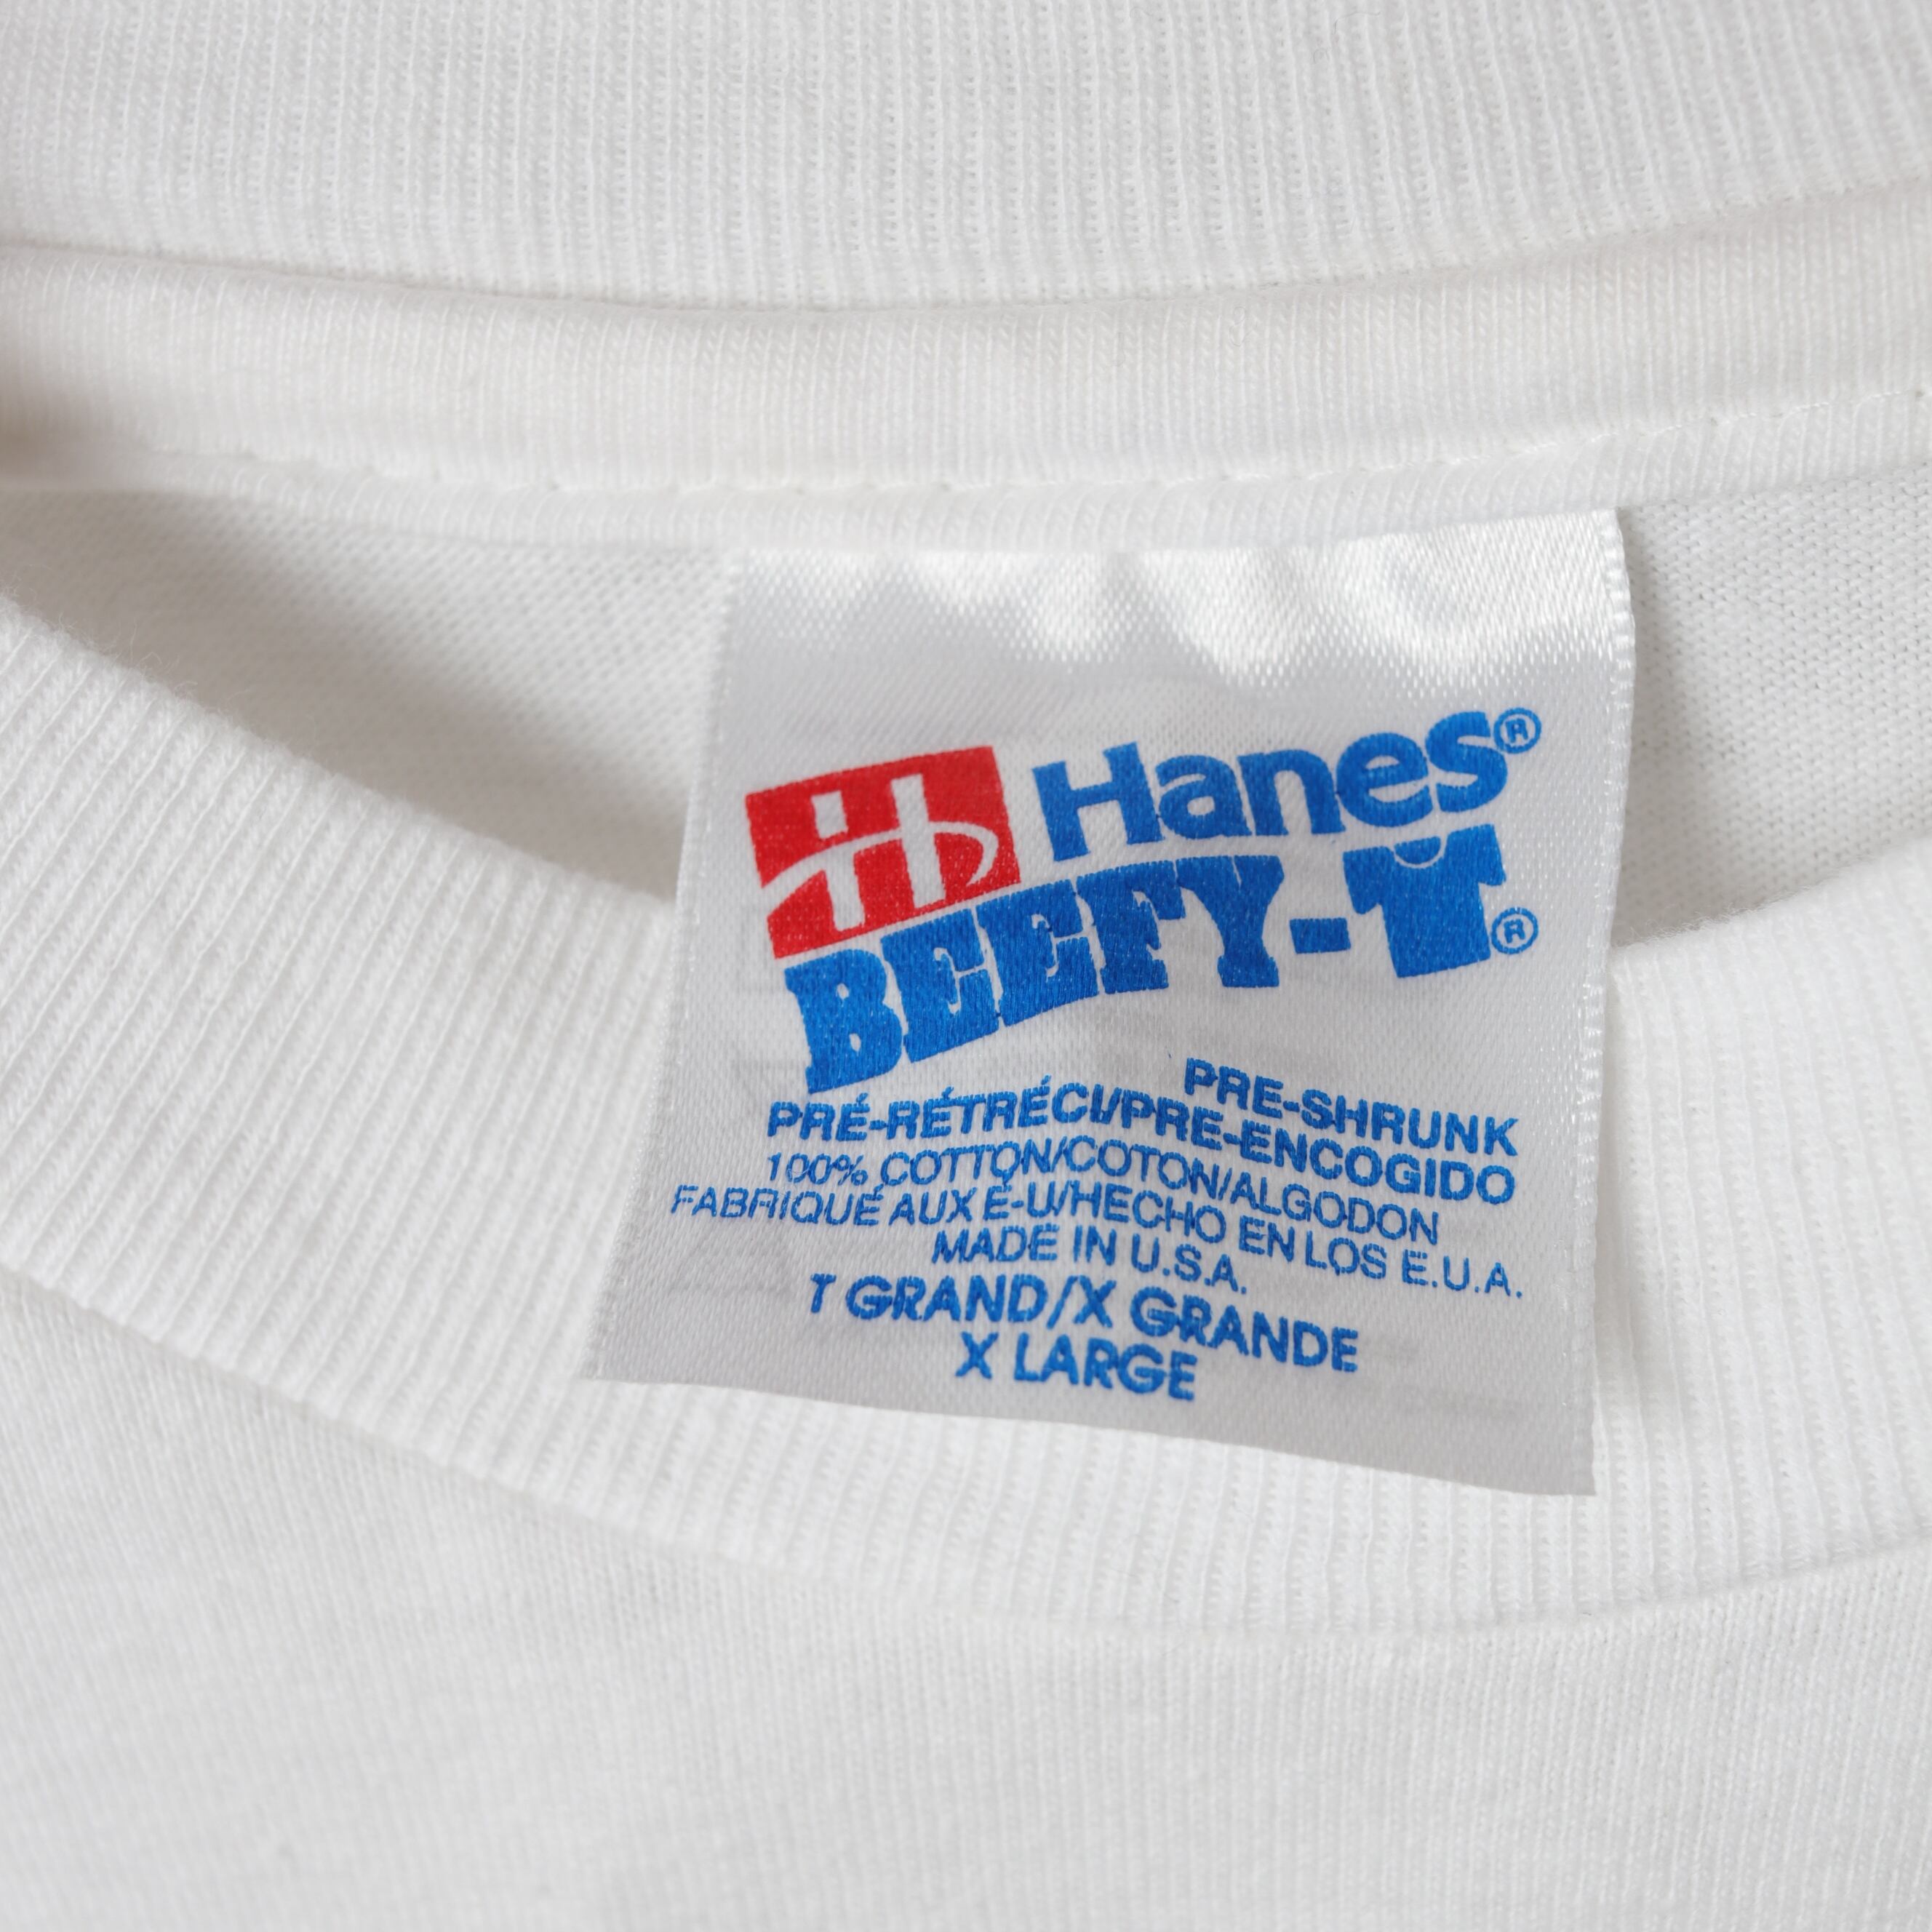 Hanes®
BEEFY-T®
PRE-SHRUNK
PRÉ-RÉTRÉCI/PRE-ENCOGIDO
100% COTTON/COTON/ALGODON
FABRIQUÉ AUX É-U/HECHO EN LOS E.U.A.
MADE IN U.S.A.
T GRAND/X GRANDE
X LARGE